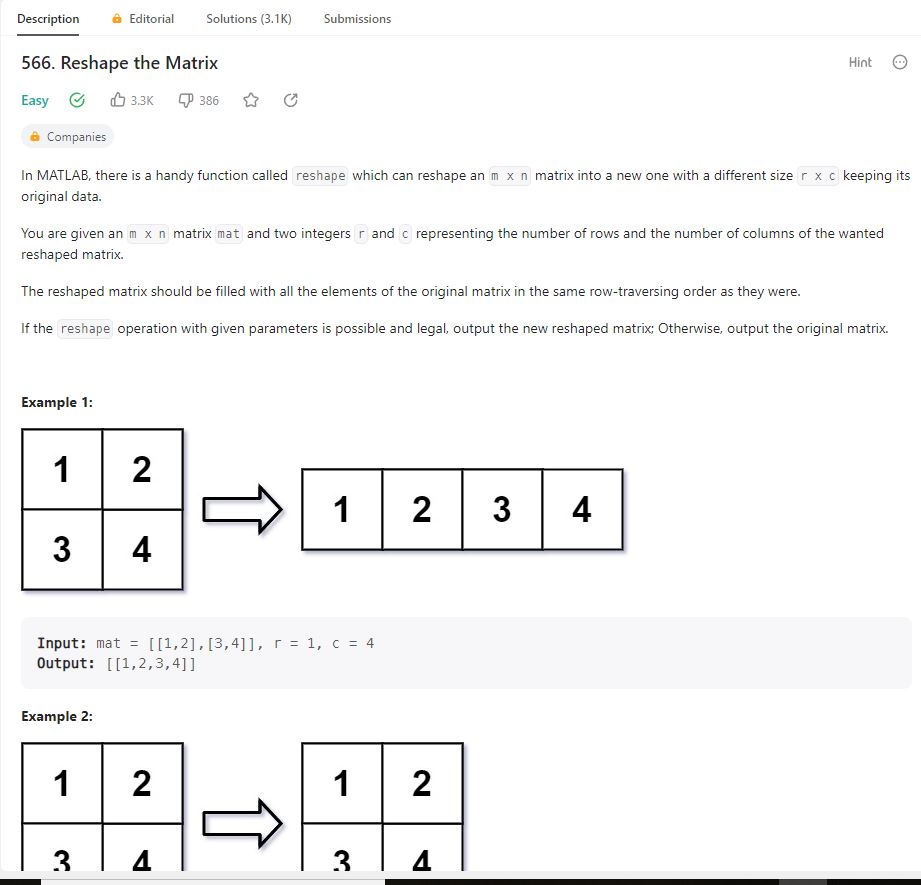 Description Editorial Solutions (3.1K) Submissions
566. Reshape the Matrix Hint
Easy 3.3K 386
Companies
In MATLAB, there is a handy function called reshape which can reshape an m x n matrix into a new one with a different size r x c keeping its
original data.
You are given an m x n matrix mat and two integers r and c representing the number of rows and the number of columns of the wanted
reshaped matrix.
The reshaped matrix should be filled with all the elements of the original matrix in the same row-traversing order as they were.
If the reshape operation with given parameters is possible and legal, output the new reshaped matrix; Otherwise, output the original matrix.
Example 1:
1 2
3 4
1 2 3 4
Input: mat = [[1,2],[3,4]], r = 1, c = 4
Output: [[1,2,3,4]]
Example 2:
1 2 1 2
3 4 3 4